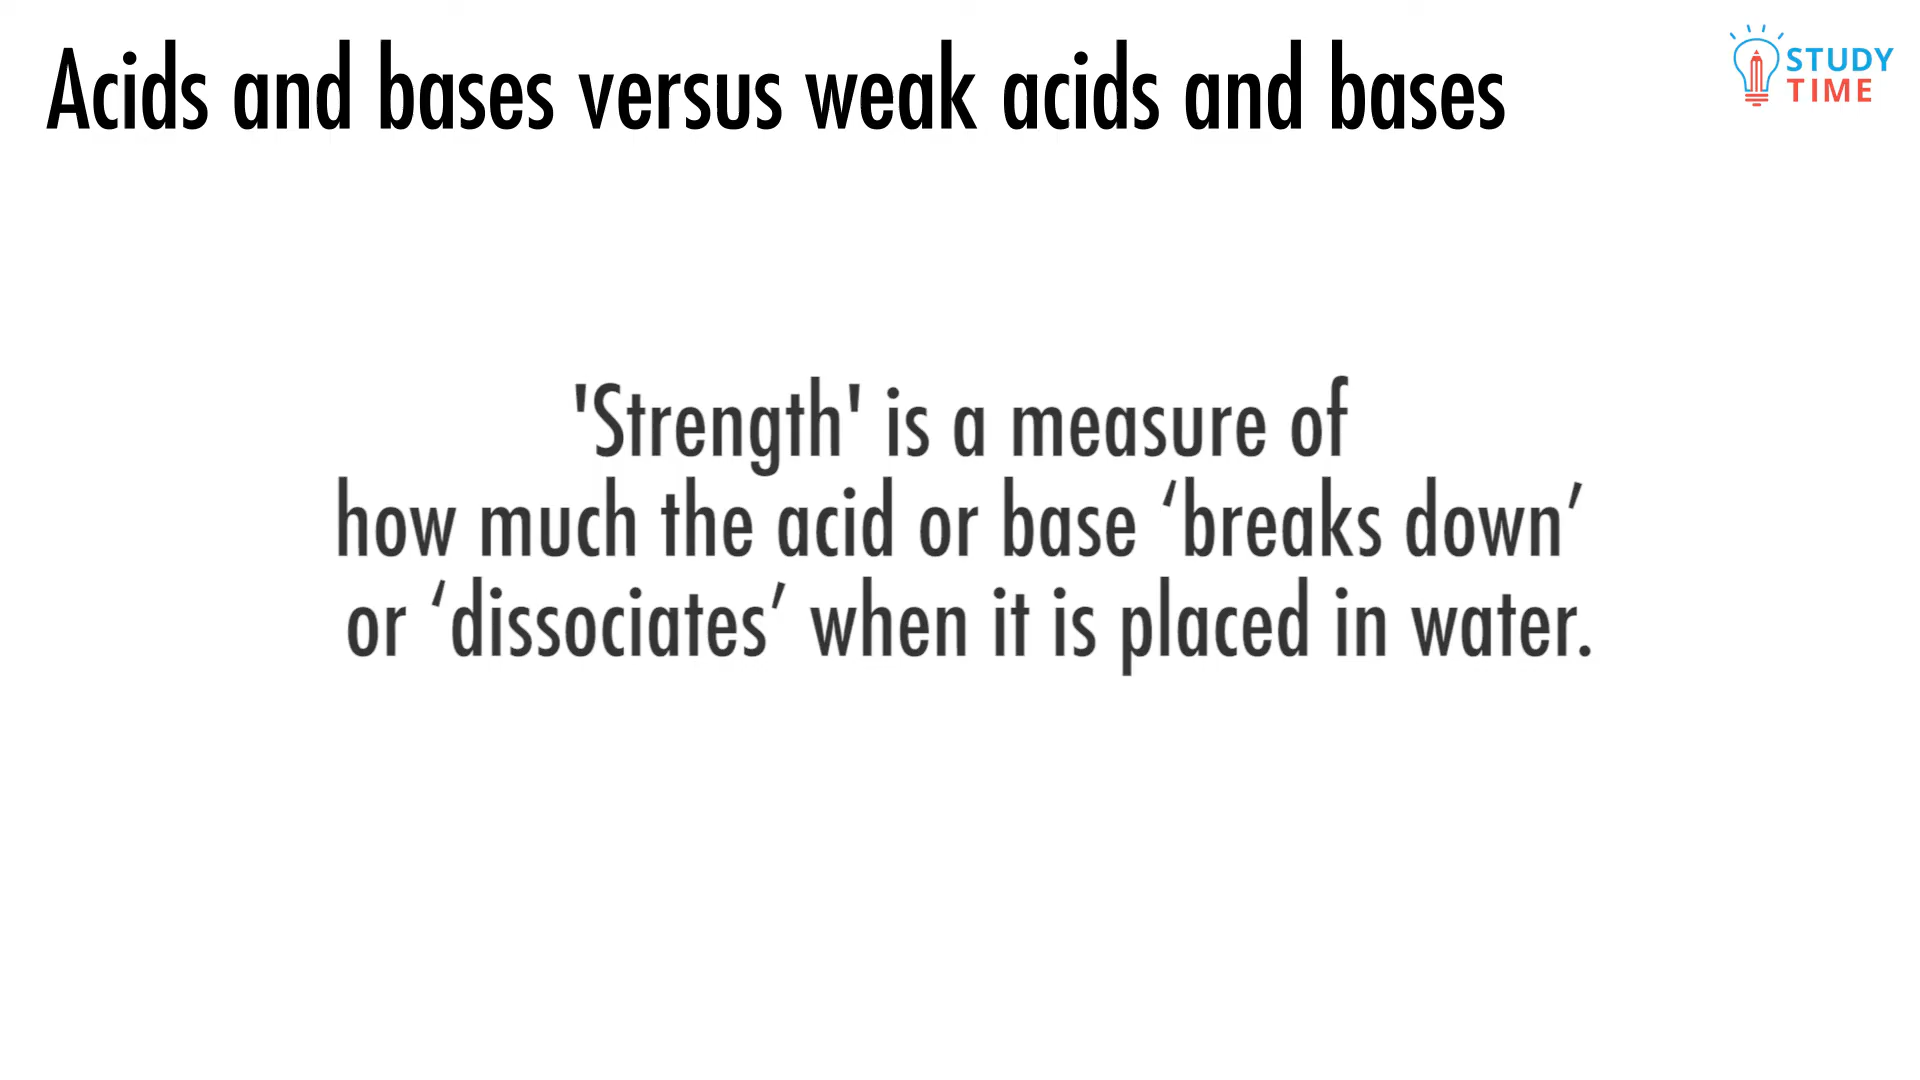 Acids and bases versus weak acids and bases
STUDY
TIME
'Strength' is a measure of
how much the acid or base ‘breaks down’
or ‘dissociates’ when it is placed in water.